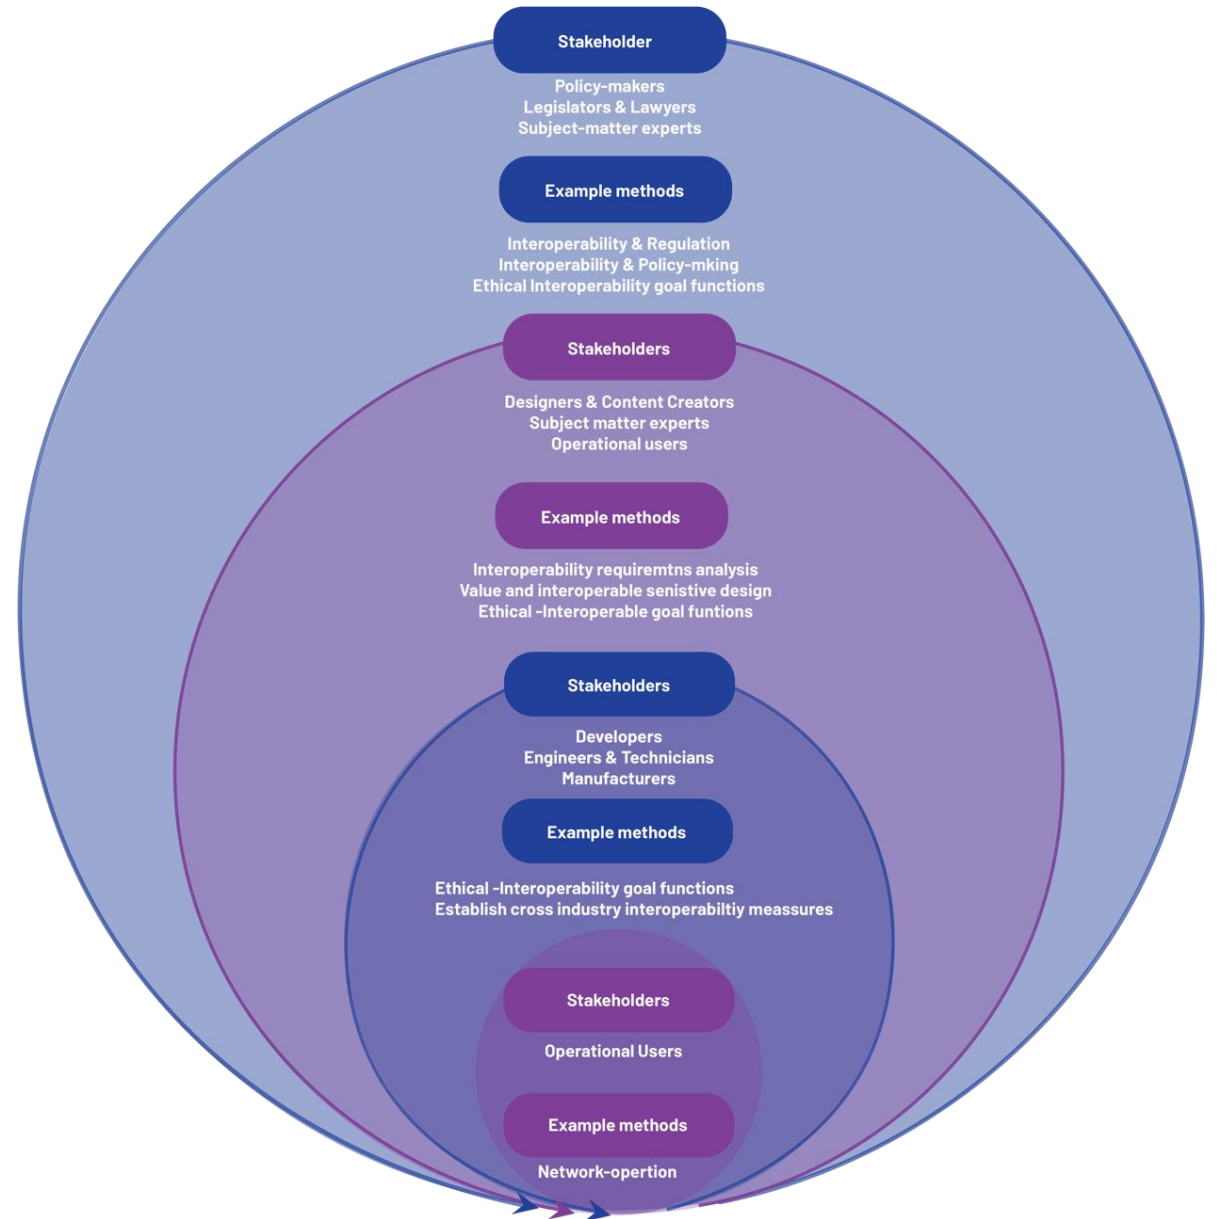 Stakeholder
Policy-makers
Legislators & Lawyers
Subject-matter experts
Example methods
Interoperability & Regulation
Interoperability & Policy-mking
Ethical Interoperability goal functions
Stakeholders
Designers & Content Creators
Subject matter experts
Operational users
Example methods
Interoperability requiremtns analysis
Value and interoperable senistive design
Ethical -Interoperable goal funtions
Stakeholders
Developers
Engineers & Technicians
Manufacturers
Example methods
Ethical -Interoperability goal functions
Establish cross industry interoperabiltiy meassures
Stakeholders
Operational Users
Example methods
Network-opertion